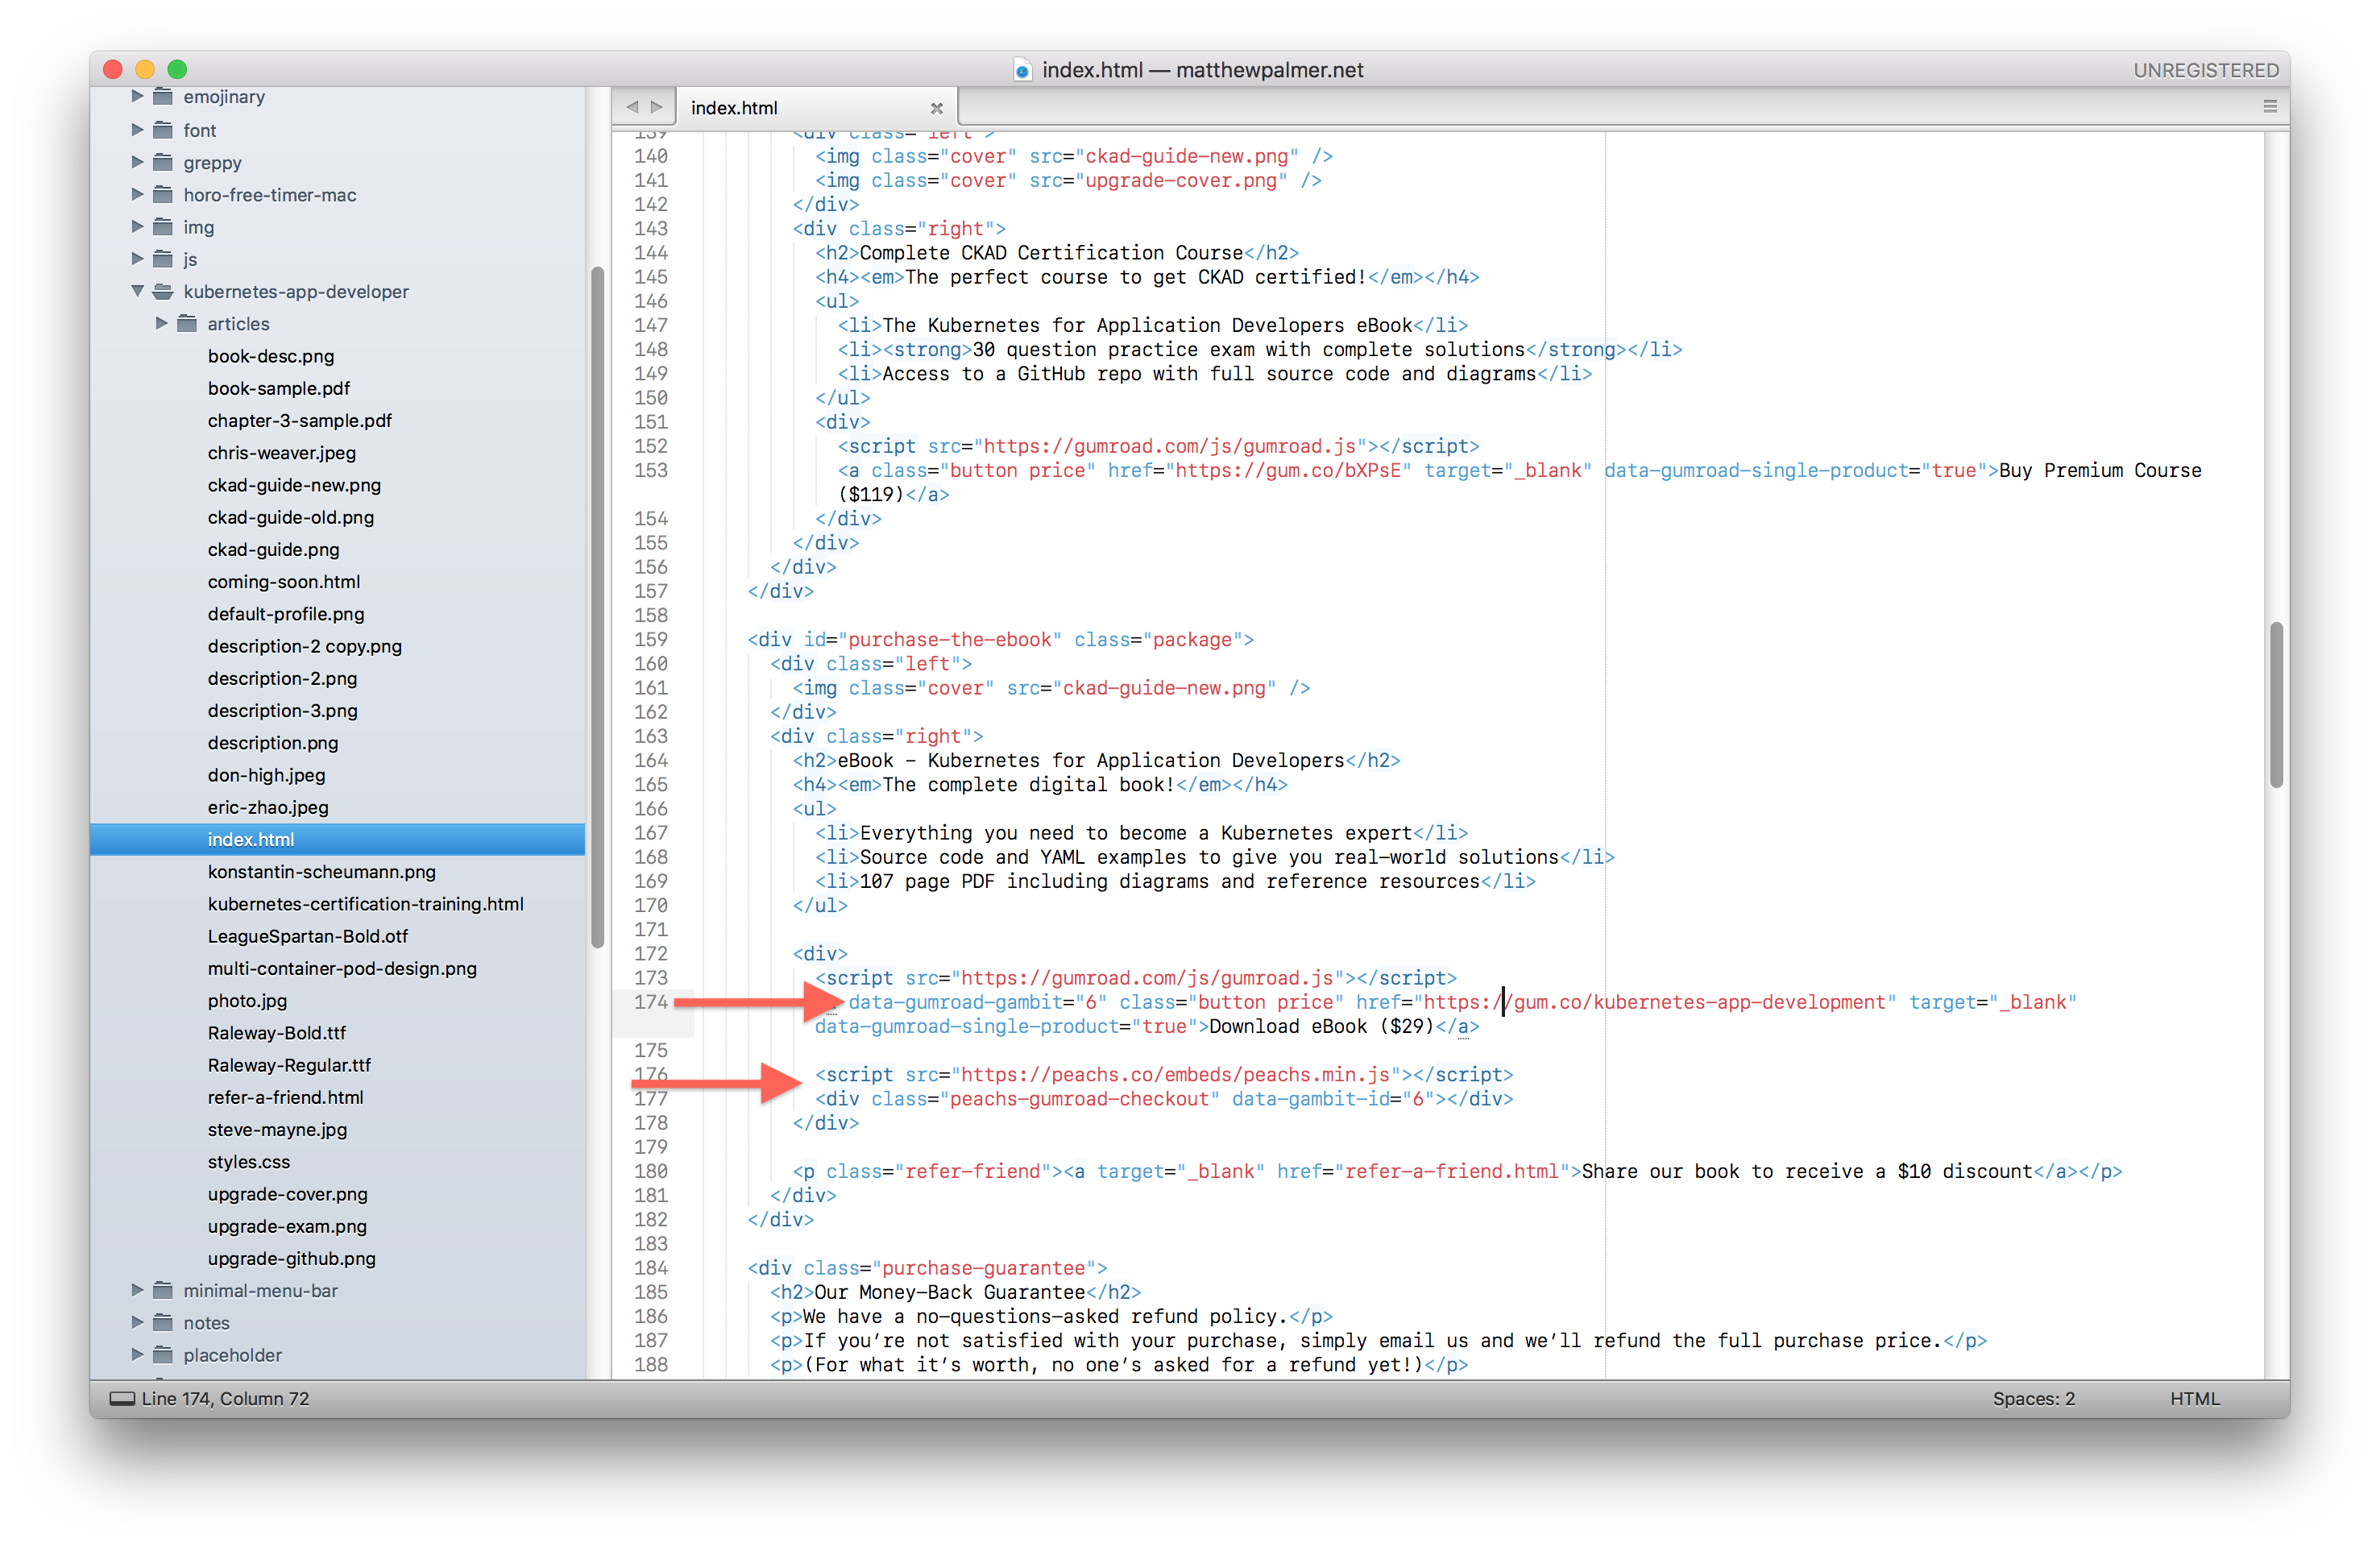 index.html — matthewpalmer.net
UNREGISTERED
emojinary
font
greppy
horo-free-timer-mac
img
js
kubernetes-app-developer
articles
book-desc.png
book-sample.pdf
chapter-3-sample.pdf
chris-weaver.jpeg
ckad-guide-new.png
ckad-guide-old.png
ckad-guide.png
coming-soon.html
default-profile.png
description-2 copy.png
description-2.png
description-3.png
description.png
don-high.jpeg
eric-zhao.jpeg
index.html
konstantin-scheumann.png
kubernetes-certification-training.html
LeagueSpartan-Bold.otf
multi-container-pod-design.png
photo.jpg
Raleway-Bold.ttf
Raleway-Regular.ttf
refer-a-friend.html
steve-mayne.jpg
styles.css
upgrade-cover.png
upgrade-exam.png
upgrade-github.png
minimal-menu-bar
notes
placeholder
index.html
139 <div class="left">
140 <img class="cover" src="ckad-guide-new.png" />
141 <img class="cover" src="upgrade-cover.png" />
142 </div>
143 <div class="right">
144 <h2>Complete CKAD Certification Course</h2>
145 <h4><em>The perfect course to get CKAD certified!</em></h4>
146 <ul>
147 <li>The Kubernetes for Application Developers eBook</li>
148 <li><strong>30 question practice exam with complete solutions</strong></li>
149 <li>Access to a GitHub repo with full source code and diagrams</li>
150 </ul>
151 <div>
152 <script src="https://gumroad.com/js/gumroad.js"></script>
153 <a class="button price" href="https://gum.co/bXPsE" target="_blank" data-gumroad-single-product="true">Buy Premium Course
($119)</a>
154 </div>
155 </div>
156 </div>
157 </div>
158
159 <div id="purchase-the-ebook" class="package">
160 <div class="left">
161 <img class="cover" src="ckad-guide-new.png" />
162 </div>
163 <div class="right">
164 <h2>eBook - Kubernetes for Application Developers</h2>
165 <h4><em>The complete digital book!</em></h4>
166 <ul>
167 <li>Everything you need to become a Kubernetes expert</li>
168 <li>Source code and YAML examples to give you real-world solutions</li>
169 <li>107 page PDF including diagrams and reference resources</li>
170 </ul>
171
172 <div>
173 <script src="https://gumroad.com/js/gumroad.js"></script>
174 data-gumroad-gambit="6" class="button price" href="https://gum.co/kubernetes-app-development" target="_blank"
data-gumroad-single-product="true">Download eBook ($29)</a>
175
176 <script src="https://peachs.co/embeds/peachs.min.js"></script>
177 <div class="peachs-gumroad-checkout" data-gambit-id="6"></div>
178 </div>
179
180 <p class="refer-friend"><a target="_blank" href="refer-a-friend.html">Share our book to receive a $10 discount</a></p>
181 </div>
182 </div>
183
184 <div class="purchase-guarantee">
185 <h2>Our Money-Back Guarantee</h2>
186 <p>We have a no-questions-asked refund policy.</p>
187 <p>If you’re not satisfied with your purchase, simply email us and we’ll refund the full purchase price.</p>
188 <p>(For what it’s worth, no one’s asked for a refund yet!)</p>
Line 174, Column 72
Spaces: 2
HTML